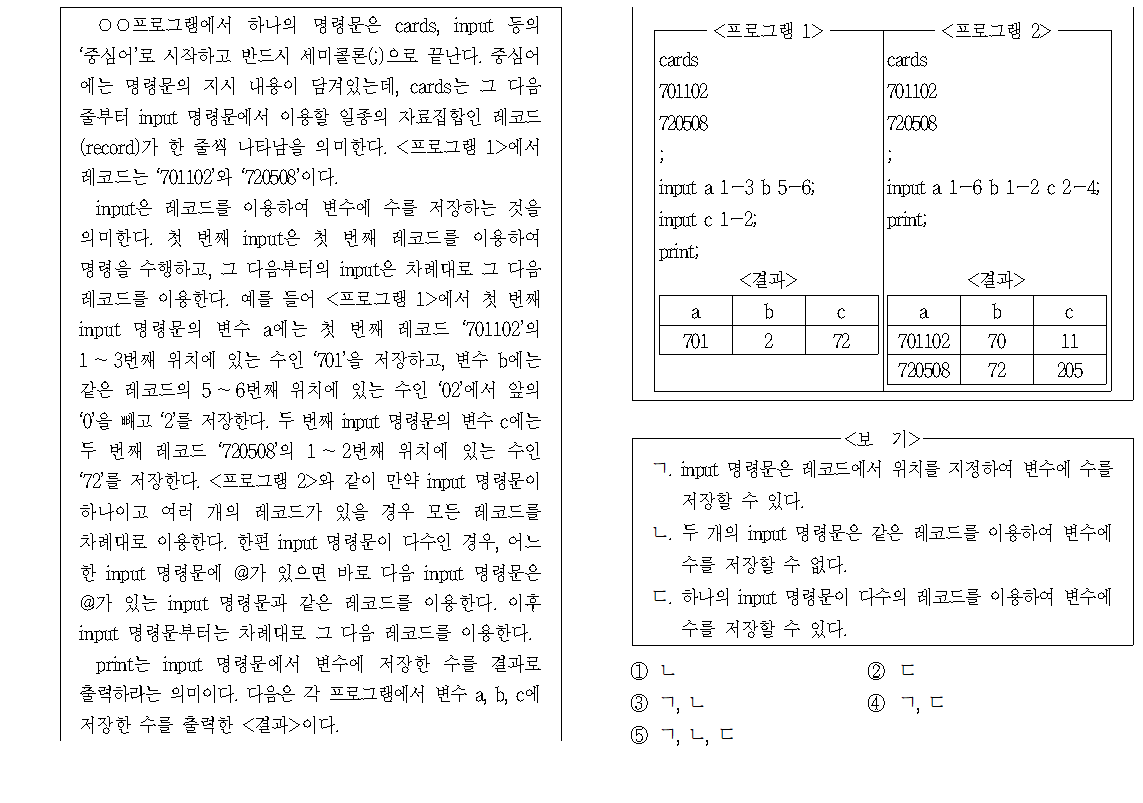 ○○프로그램에서 하나의 명령문은 cards, input 등의
‘중심어’로 시작하고 반드시 세미콜론(;)으로 끝난다. 중심어
에는 명령문의 지시 내용이 담겨있는데, cards는 그 다음
줄부터 input 명령문에서 이용할 일종의 자료집합인 레코드
(record)가 한 줄씩 나타남을 의미한다. <프로그램 1>에서
레코드는 ‘701102’와 ‘720508’이다.
input은 레코드를 이용하여 변수에 수를 저장하는 것을
의미한다. 첫 번째 input은 첫 번째 레코드를 이용하여
명령을 수행하고, 그 다음부터의 input은 차례대로 그 다음
레코드를 이용한다. 예를 들어 <프로그램 1>에서 첫 번째
input 명령문의 변수 a에는 첫 번째 레코드 ‘701102’의
1～3번째 위치에 있는 수인 ‘701’을 저장하고, 변수 b에는
같은 레코드의 5～6번째 위치에 있는 수인 ‘02’에서 앞의
‘0’을 빼고 ‘2’를 저장한다. 두 번째 input 명령문의 변수 c에는
두 번째 레코드 ‘720508’의 1～2번째 위치에 있는 수인
‘72’를 저장한다. <프로그램 2>와 같이 만약 input 명령문이
하나이고 여러 개의 레코드가 있을 경우 모든 레코드를
차례대로 이용한다. 한편 input 명령문이 다수인 경우, 어느
한 input 명령문에 @가 있으면 바로 다음 input 명령문은
@가 있는 input 명령문과 같은 레코드를 이용한다. 이후
input 명령문부터는 차례대로 그 다음 레코드를 이용한다.
print는 input 명령문에서 변수에 저장한 수를 결과로
출력하라는 의미이다. 다음은 각 프로그램에서 변수 a, b, c에
저장한 수를 출력한 <결과>이다.
<프로그램 1>
cards
701102
720508
;
input a 1-3 b 5-6;
input c 1-2;
print;
<결과>
a b c
701 2 72
<프로그램 2>
cards
701102
720508
;
input a 1-6 b 1-2 c 2-4;
print;
<결과>
a b c
701102 70 11
720508 72 205
<보 기>
ㄱ. input 명령문은 레코드에서 위치를 지정하여 변수에 수를
저장할 수 있다.
ㄴ. 두 개의 input 명령문은 같은 레코드를 이용하여 변수에
수를 저장할 수 없다.
ㄷ. 하나의 input 명령문이 다수의 레코드를 이용하여 변수에
수를 저장할 수 있다.
① ㄴ ② ㄷ
③ ㄱ, ㄴ ④ ㄱ, ㄷ
⑤ ㄱ, ㄴ, ㄷ